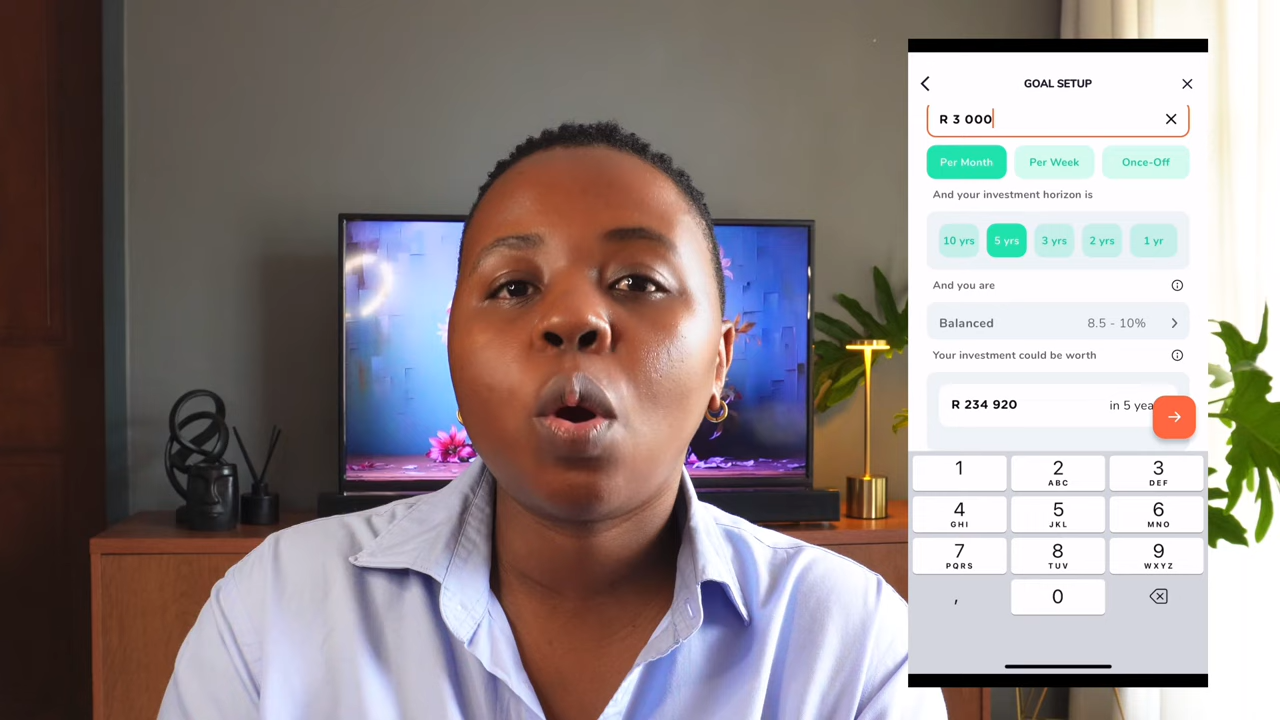 GOAL SETUP
R 3 000
Per Month Per Week Once-Off
And your investment horizon is
10 yrs 5 yrs 3 yrs 2 yrs 1 yr
And you are
Balanced 8.5 - 10%
Your investment could be worth
R 234 920 in 5 yea
1 2 3
ABC DEF
4 5 6
GHI JKL MNO
7 8 9
PQRS TUV WXYZ
, 0